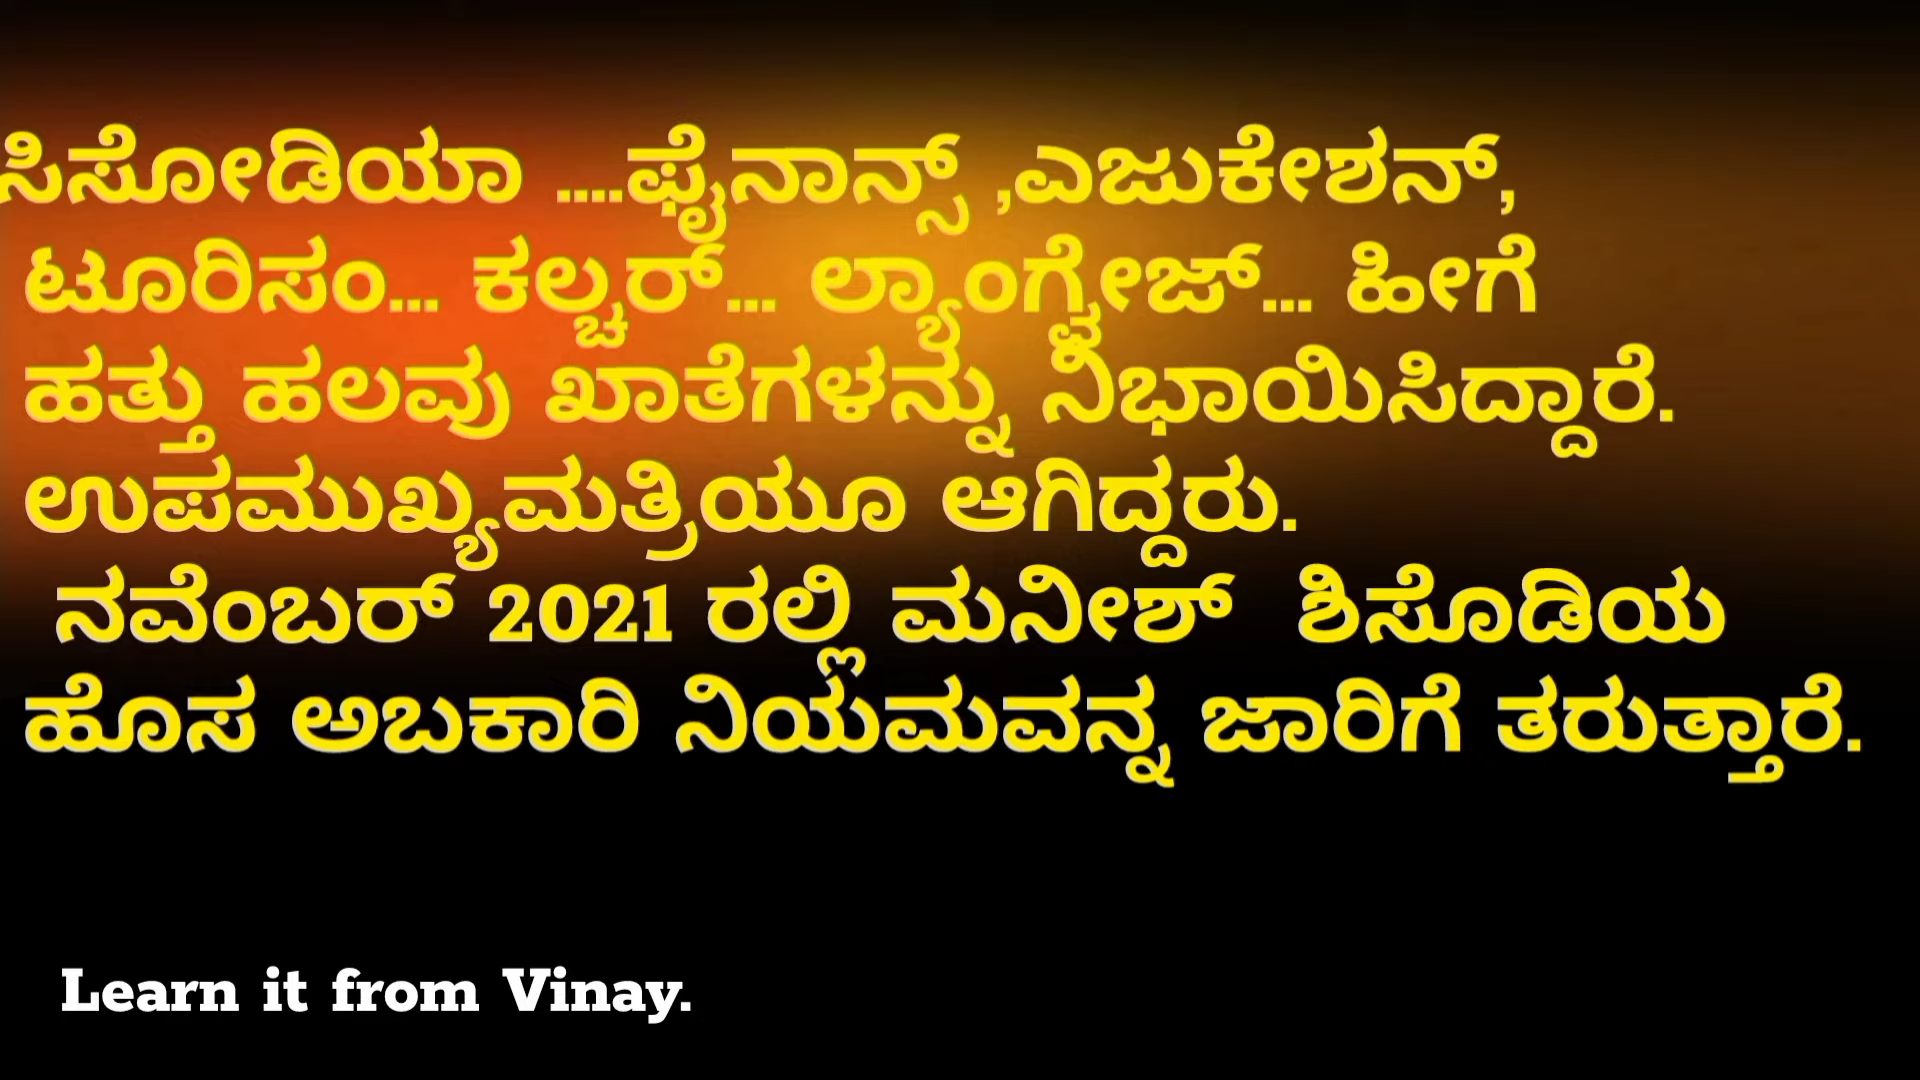 ಸಿಸೋಡಿಯಾ ....ಫೈನಾನ್ಸ್ ,ಎಜುಕೇಶನ್,
ಟೂರಿಸಂ... ಕಲ್ಚರ್... ಲ್ಯಾಂಗ್ವೇಜ್... ಹೀಗೆ
ಹತ್ತು ಹಲವು ಖಾತೆಗಳನ್ನು ನಿಭಾಯಿಸಿದ್ದಾರೆ.
ಉಪಮುಖ್ಯಮತ್ರಿಯೂ ಆಗಿದ್ದರು.
ನವೆಂಬರ್ 2021 ರಲ್ಲಿ ಮನೀಶ್ ಶಿಸೊಡಿಯ
ಹೊಸ ಅಬಕಾರಿ ನಿಯಮವನ್ನ ಜಾರಿಗೆ ತರುತ್ತಾರೆ.
Learn it from Vinay.